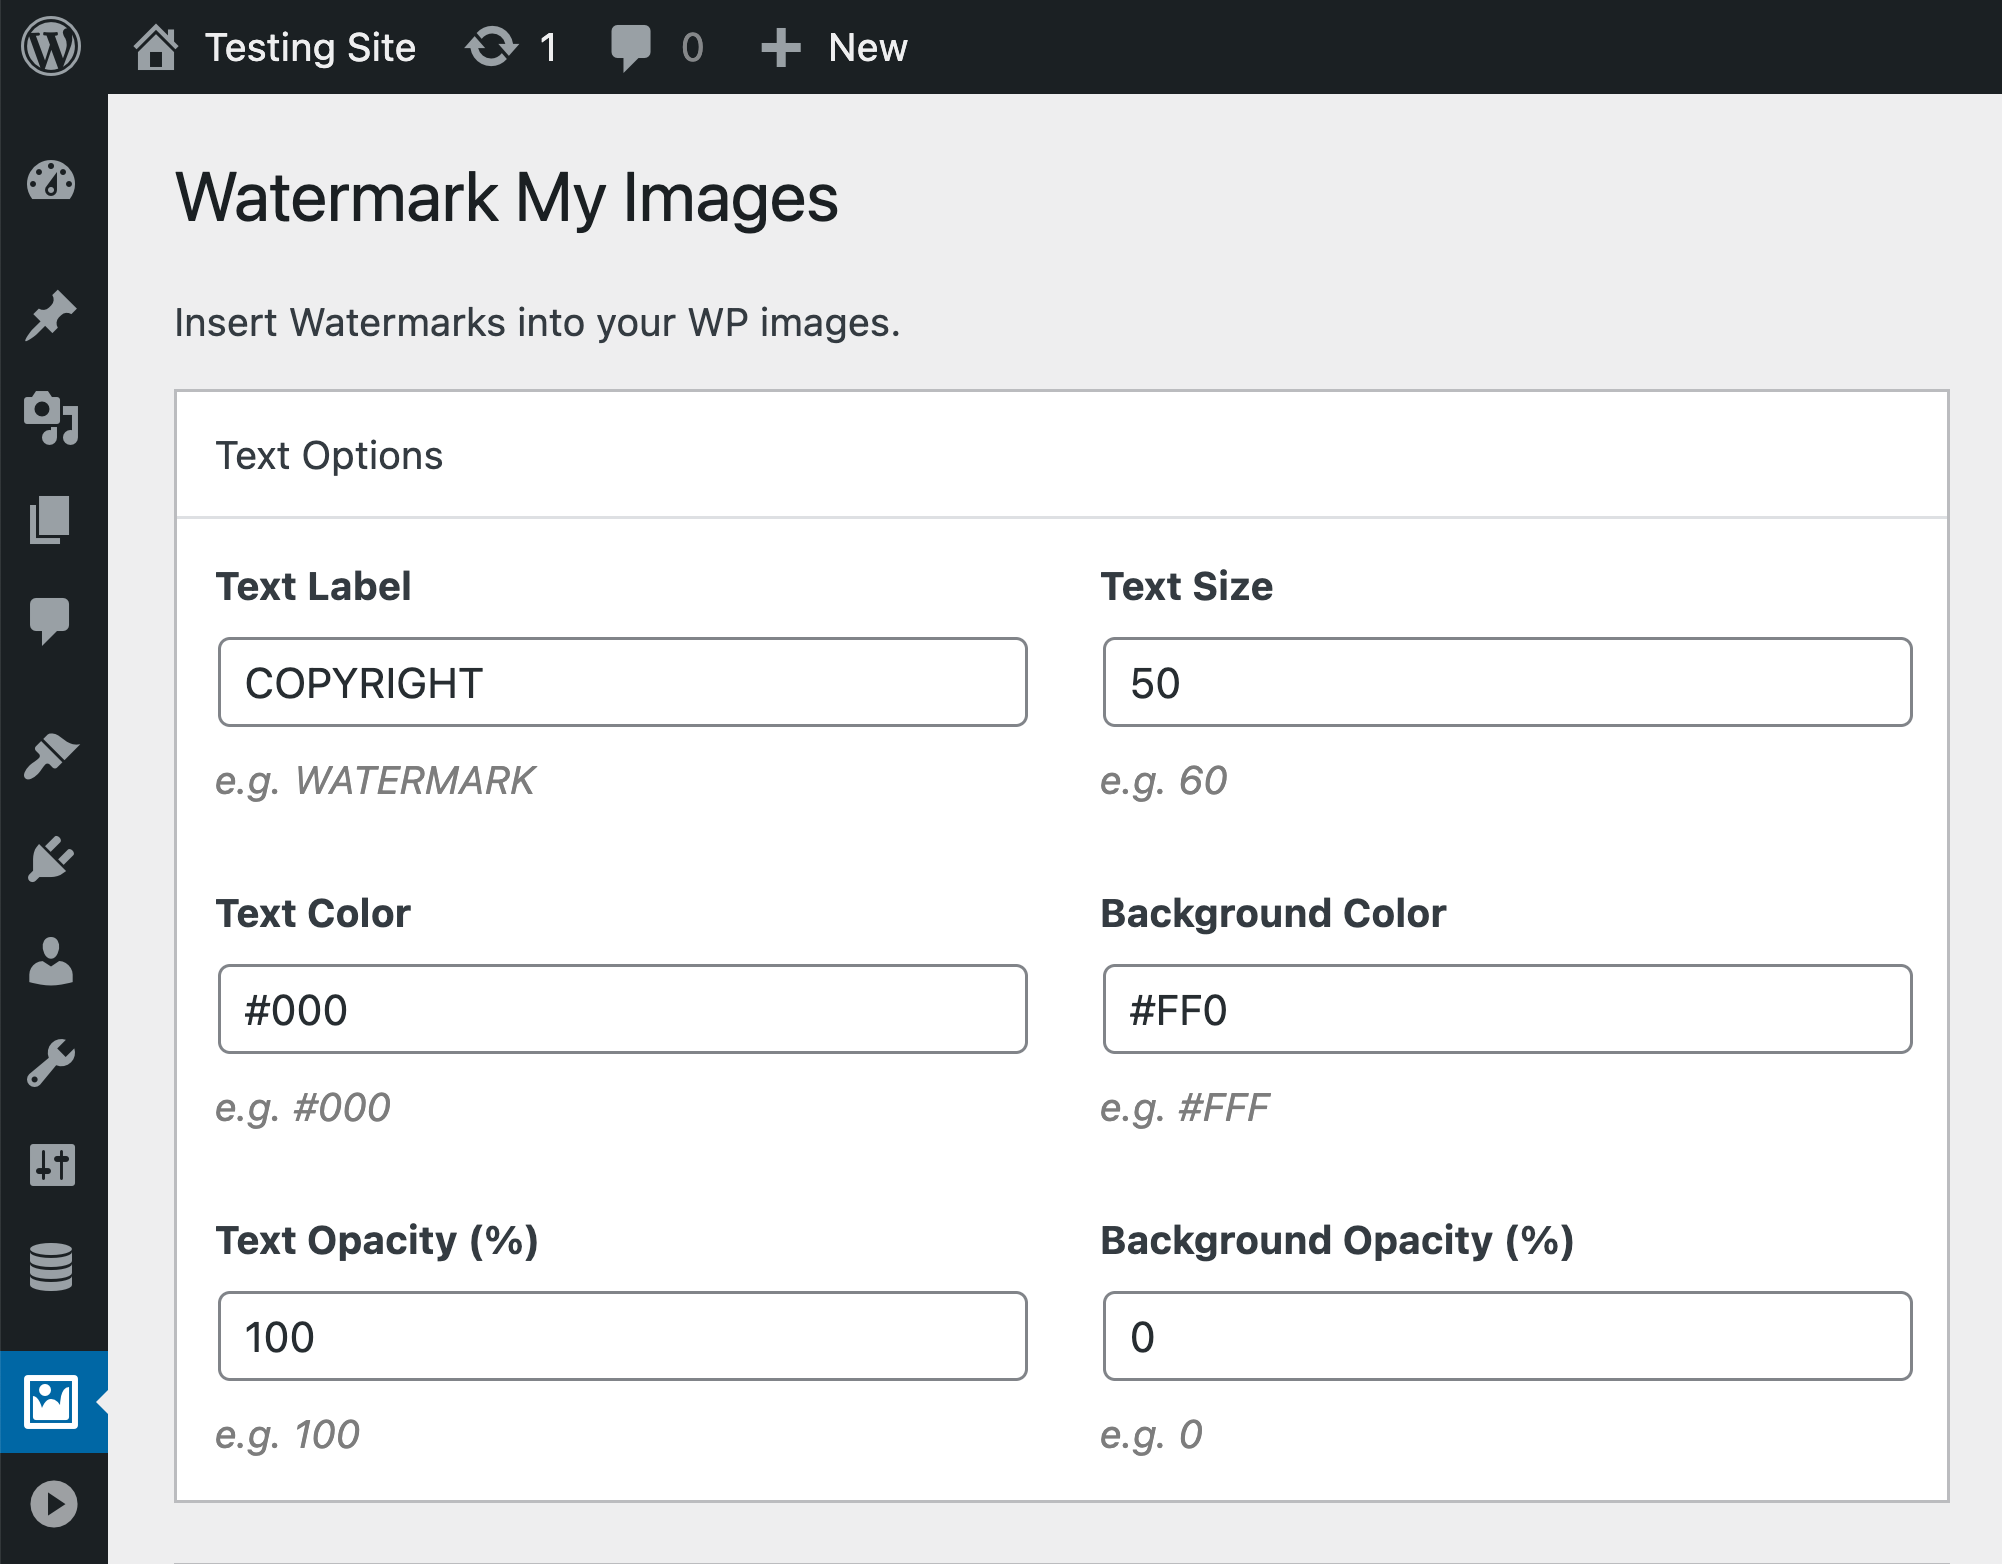 Testing Site 1 0 New
Watermark My Images
Insert Watermarks into your WP images.
Text Options
Text Label
COPYRIGHT
e.g. WATERMARK
Text Size
50
e.g. 60
Text Color
#000
e.g. #000
Background Color
#FF0
e.g. #FFF
Text Opacity (%)
100
e.g. 100
Background Opacity (%)
0
e.g. 0